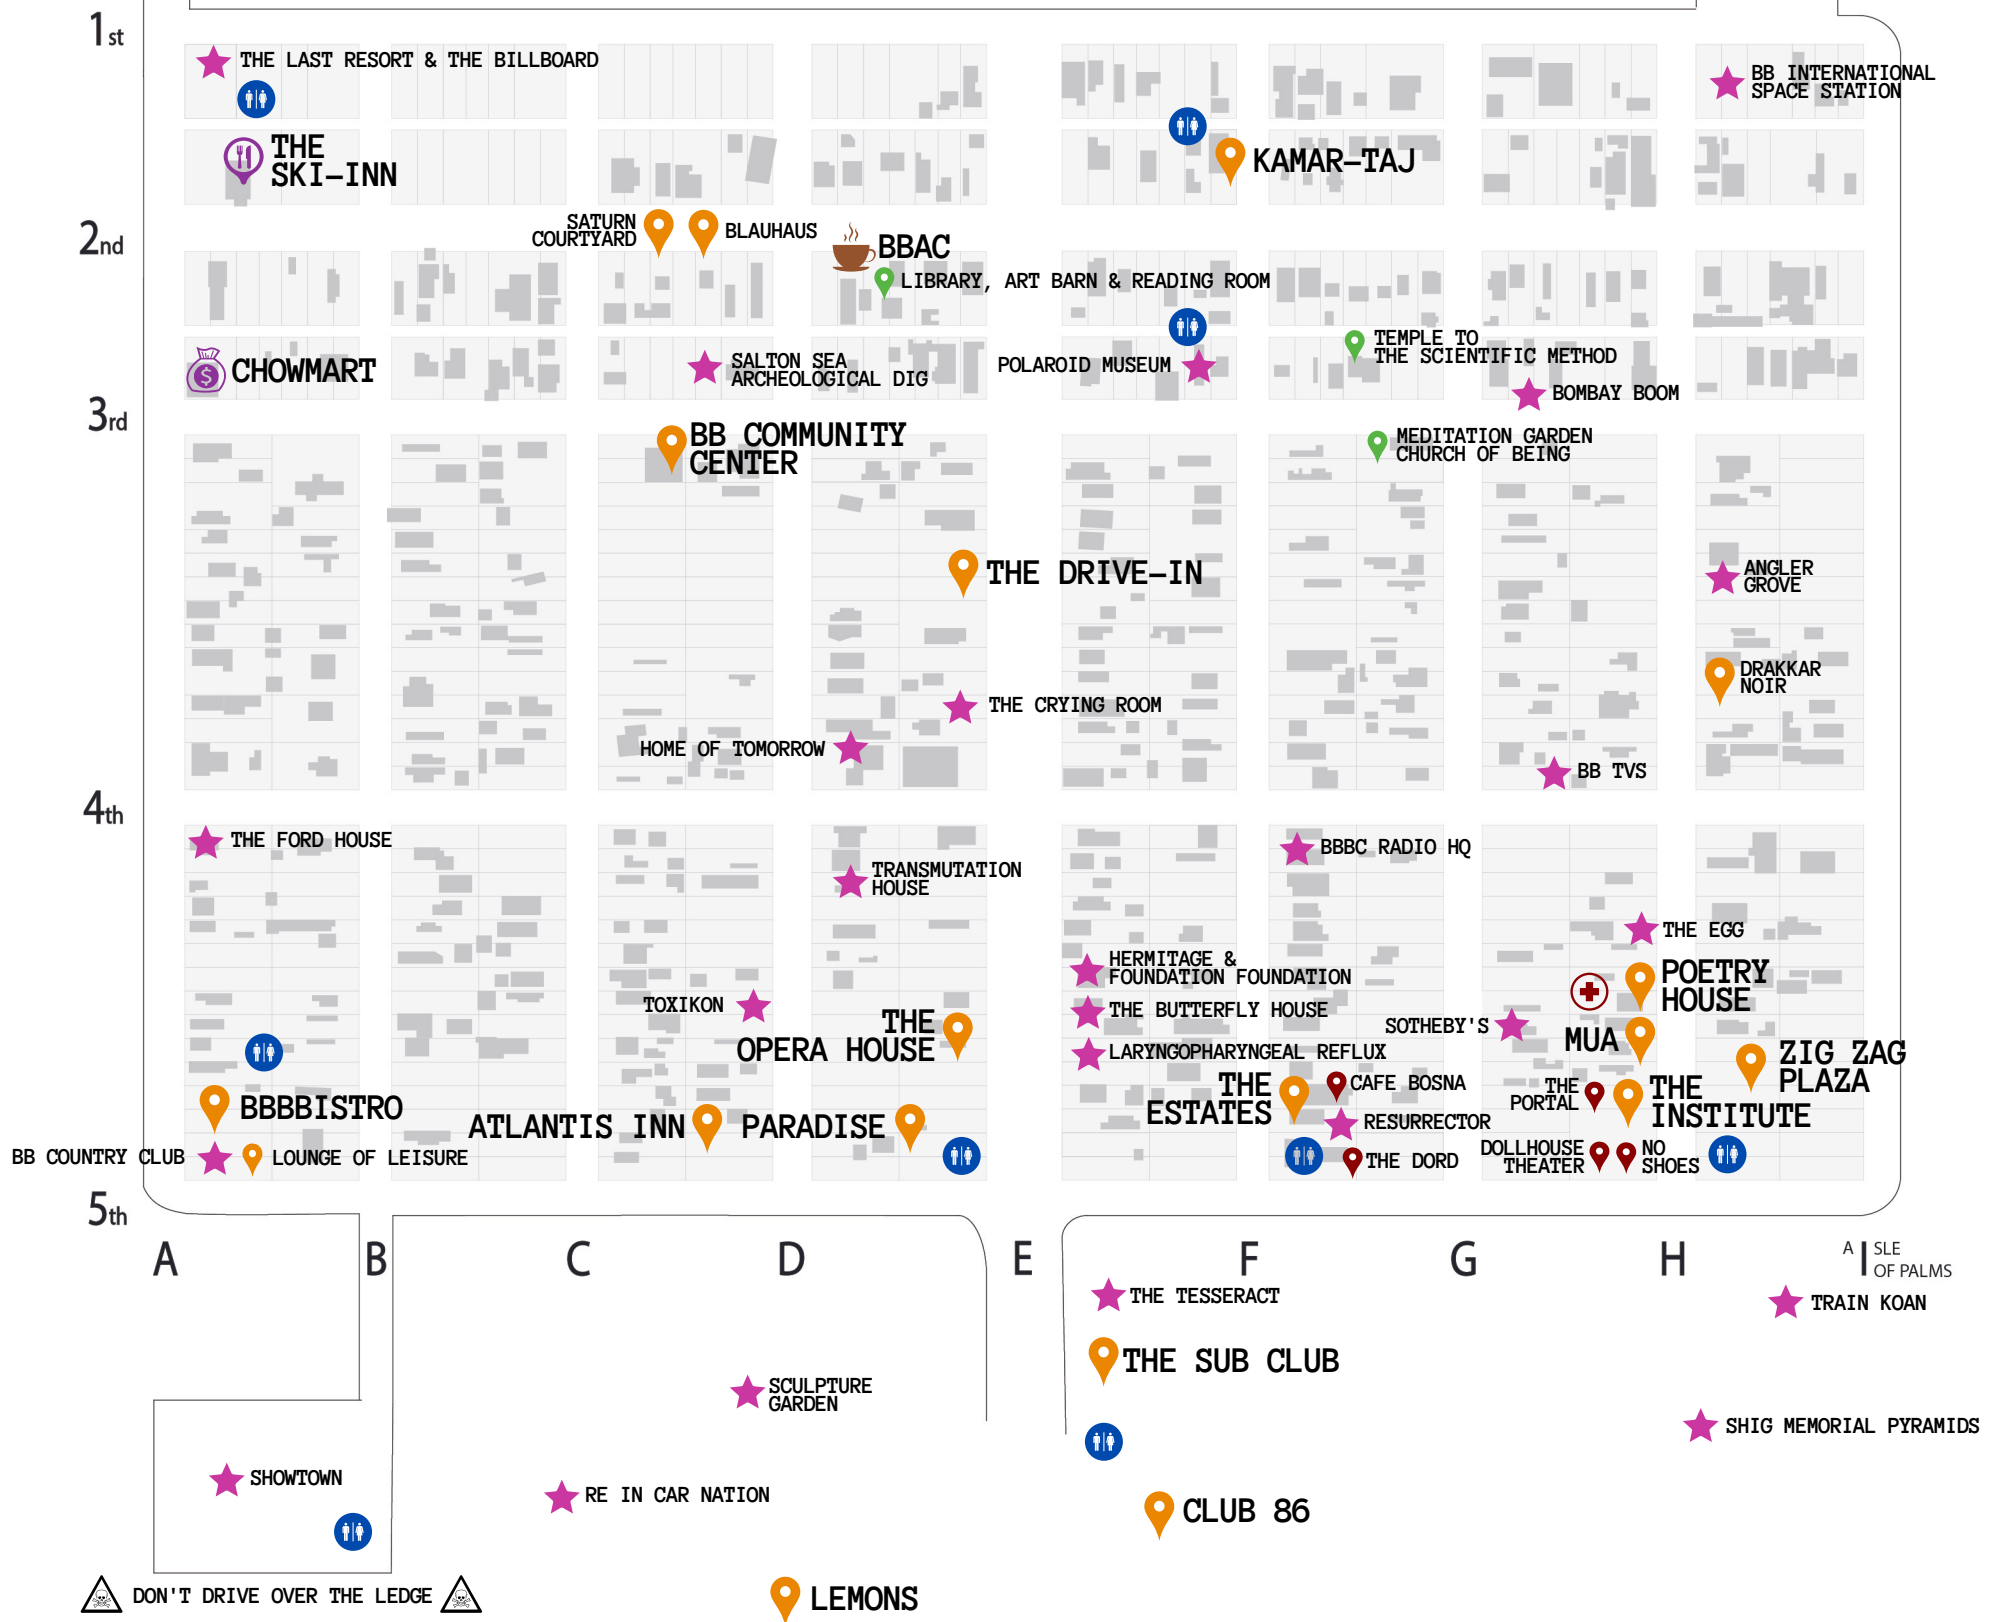 1st
THE LAST RESORT & THE BILLBOARD
BB INTERNATIONAL
SPACE STATION
THE
SKI-INN
KAMAR-TAJ
SATURN
COURTYARD
BLAUHAUS
2nd
BBAC
LIBRARY, ART BARN & READING ROOM
TEMPLE TO
THE SCIENTIFIC METHOD
CHOWMART
$
SALTON SEA
ARCHEOLOGICAL DIG
POLAROID MUSEUM
BOMBAY BOOM
3rd
BB COMMUNITY
CENTER
MEDITATION GARDEN
CHURCH OF BEING
THE DRIVE-IN
ANGLER
GROVE
DRAKKAR
NOIR
THE CRYING ROOM
HOME OF TOMORROW
BB TVS
4th
THE FORD HOUSE
BBBC RADIO HQ
TRANSMUTATION
HOUSE
THE EGG
HERMITAGE &
FOUNDATION FOUNDATION
POETRY
HOUSE
TOXIKON
THE BUTTERFLY HOUSE
THE
OPERA HOUSE
SOTHEBY'S
MUA
LARYNGOPHARYNGEAL REFLUX
ZIG ZAG
PLAZA
THE
ESTATES
CAFE BOSNA
THE
PORTAL
THE
INSTITUTE
BBBBISTRO
ATLANTIS INN
PARADISE
RESURRECTOR
BB COUNTRY CLUB
LOUNGE OF LEISURE
THE DORD
DOLLHOUSE
THEATER
NO
SHOES
5th
A
B
C
D
E
F
G
H
A ISLE
OF PALMS
THE TESSERACT
TRAIN KOAN
THE SUB CLUB
SCULPTURE
GARDEN
SHIG MEMORIAL PYRAMIDS
SHOWTOWN
RE IN CAR NATION
CLUB 86
DON'T DRIVE OVER THE LEDGE
LEMONS